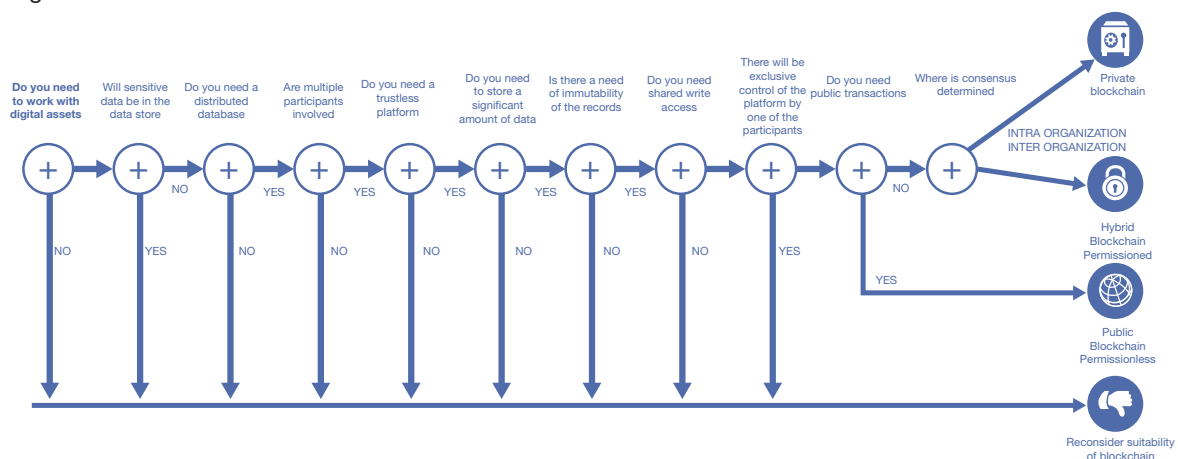 Do you need
to work with
digital assets
Will sensitive
data be in the
data store
Do you need a
distributed
database
Are multiple
participants
involved
Do you need a
trustless
platform
Do you need
to store a
significant
amount of data
Is there a need
of immutability
of the records
Do you need
shared write
access
There will be
exclusive
control of the
platform by
one of the
participants
Do you need
public transactions
Where is consensus
determined
Private
blockchain
INTRA ORGANIZATION
INTER ORGANIZATION
NO
YES
YES
YES
YES
YES
NO
NO
YES
NO
NO
NO
NO
NO
NO
YES
Hybrid
Blockchain
Permissioned
YES
Public
Blockchain
Permissionless
Reconsider suitability
of blockchain